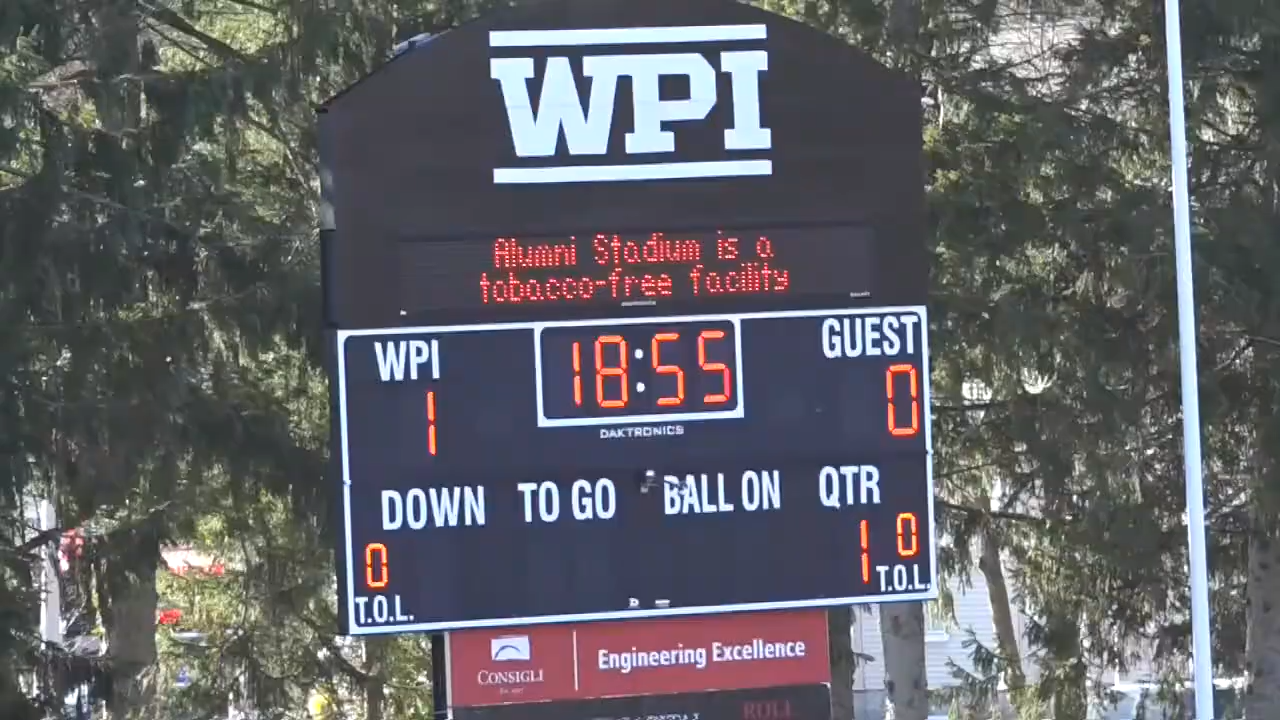 WPI
Alumni Stadium is a
tobacco-free facility
WPI 18:55 GUEST
1 0
DAKTRONICS
DOWN TO GO BALL ON QTR
0 1 0
T.O.L. T.O.L.
CONSIGLI Engineering Excellence